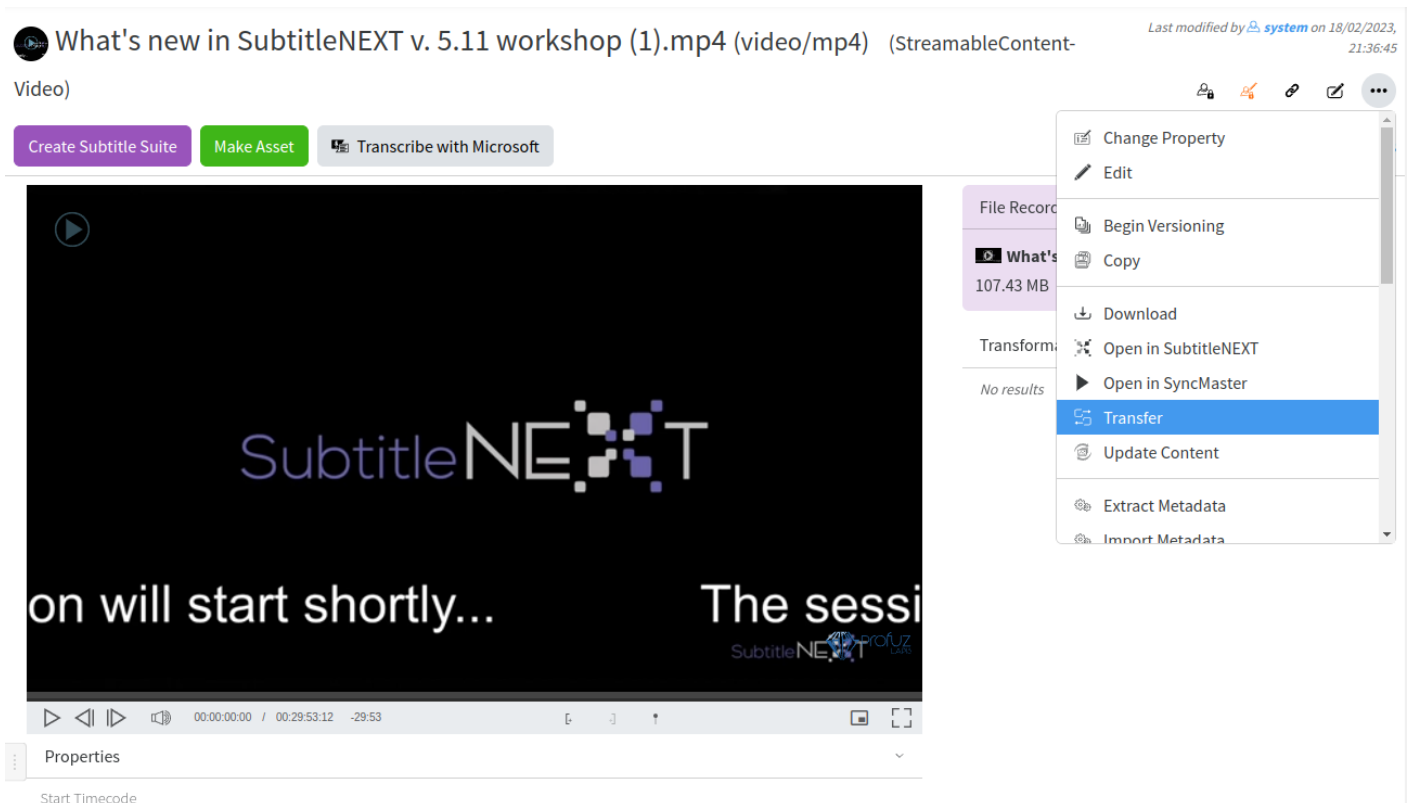 What's new in SubtitleNEXT v. 5.11 workshop (1).mp4 (video/mp4) (StreamableContent-
Video)
Last modified by system on 18/02/2023,
21:36:45
Create Subtitle Suite
Make Asset
Transcribe with Microsoft
Change Property
Edit
Begin Versioning
Copy
Download
Open in SubtitleNEXT
Open in SyncMaster
Transfer
Update Content
Extract Metadata
Import Metadata
File Record
What's
107.43 MB
Transforma
No results
SubtitleNEXT
on will start shortly... The sessi
SubtitleNEXT Profuz
LABS
00:00:00:00 / 00:29:53:12 -29:53
Properties
Start Timecode